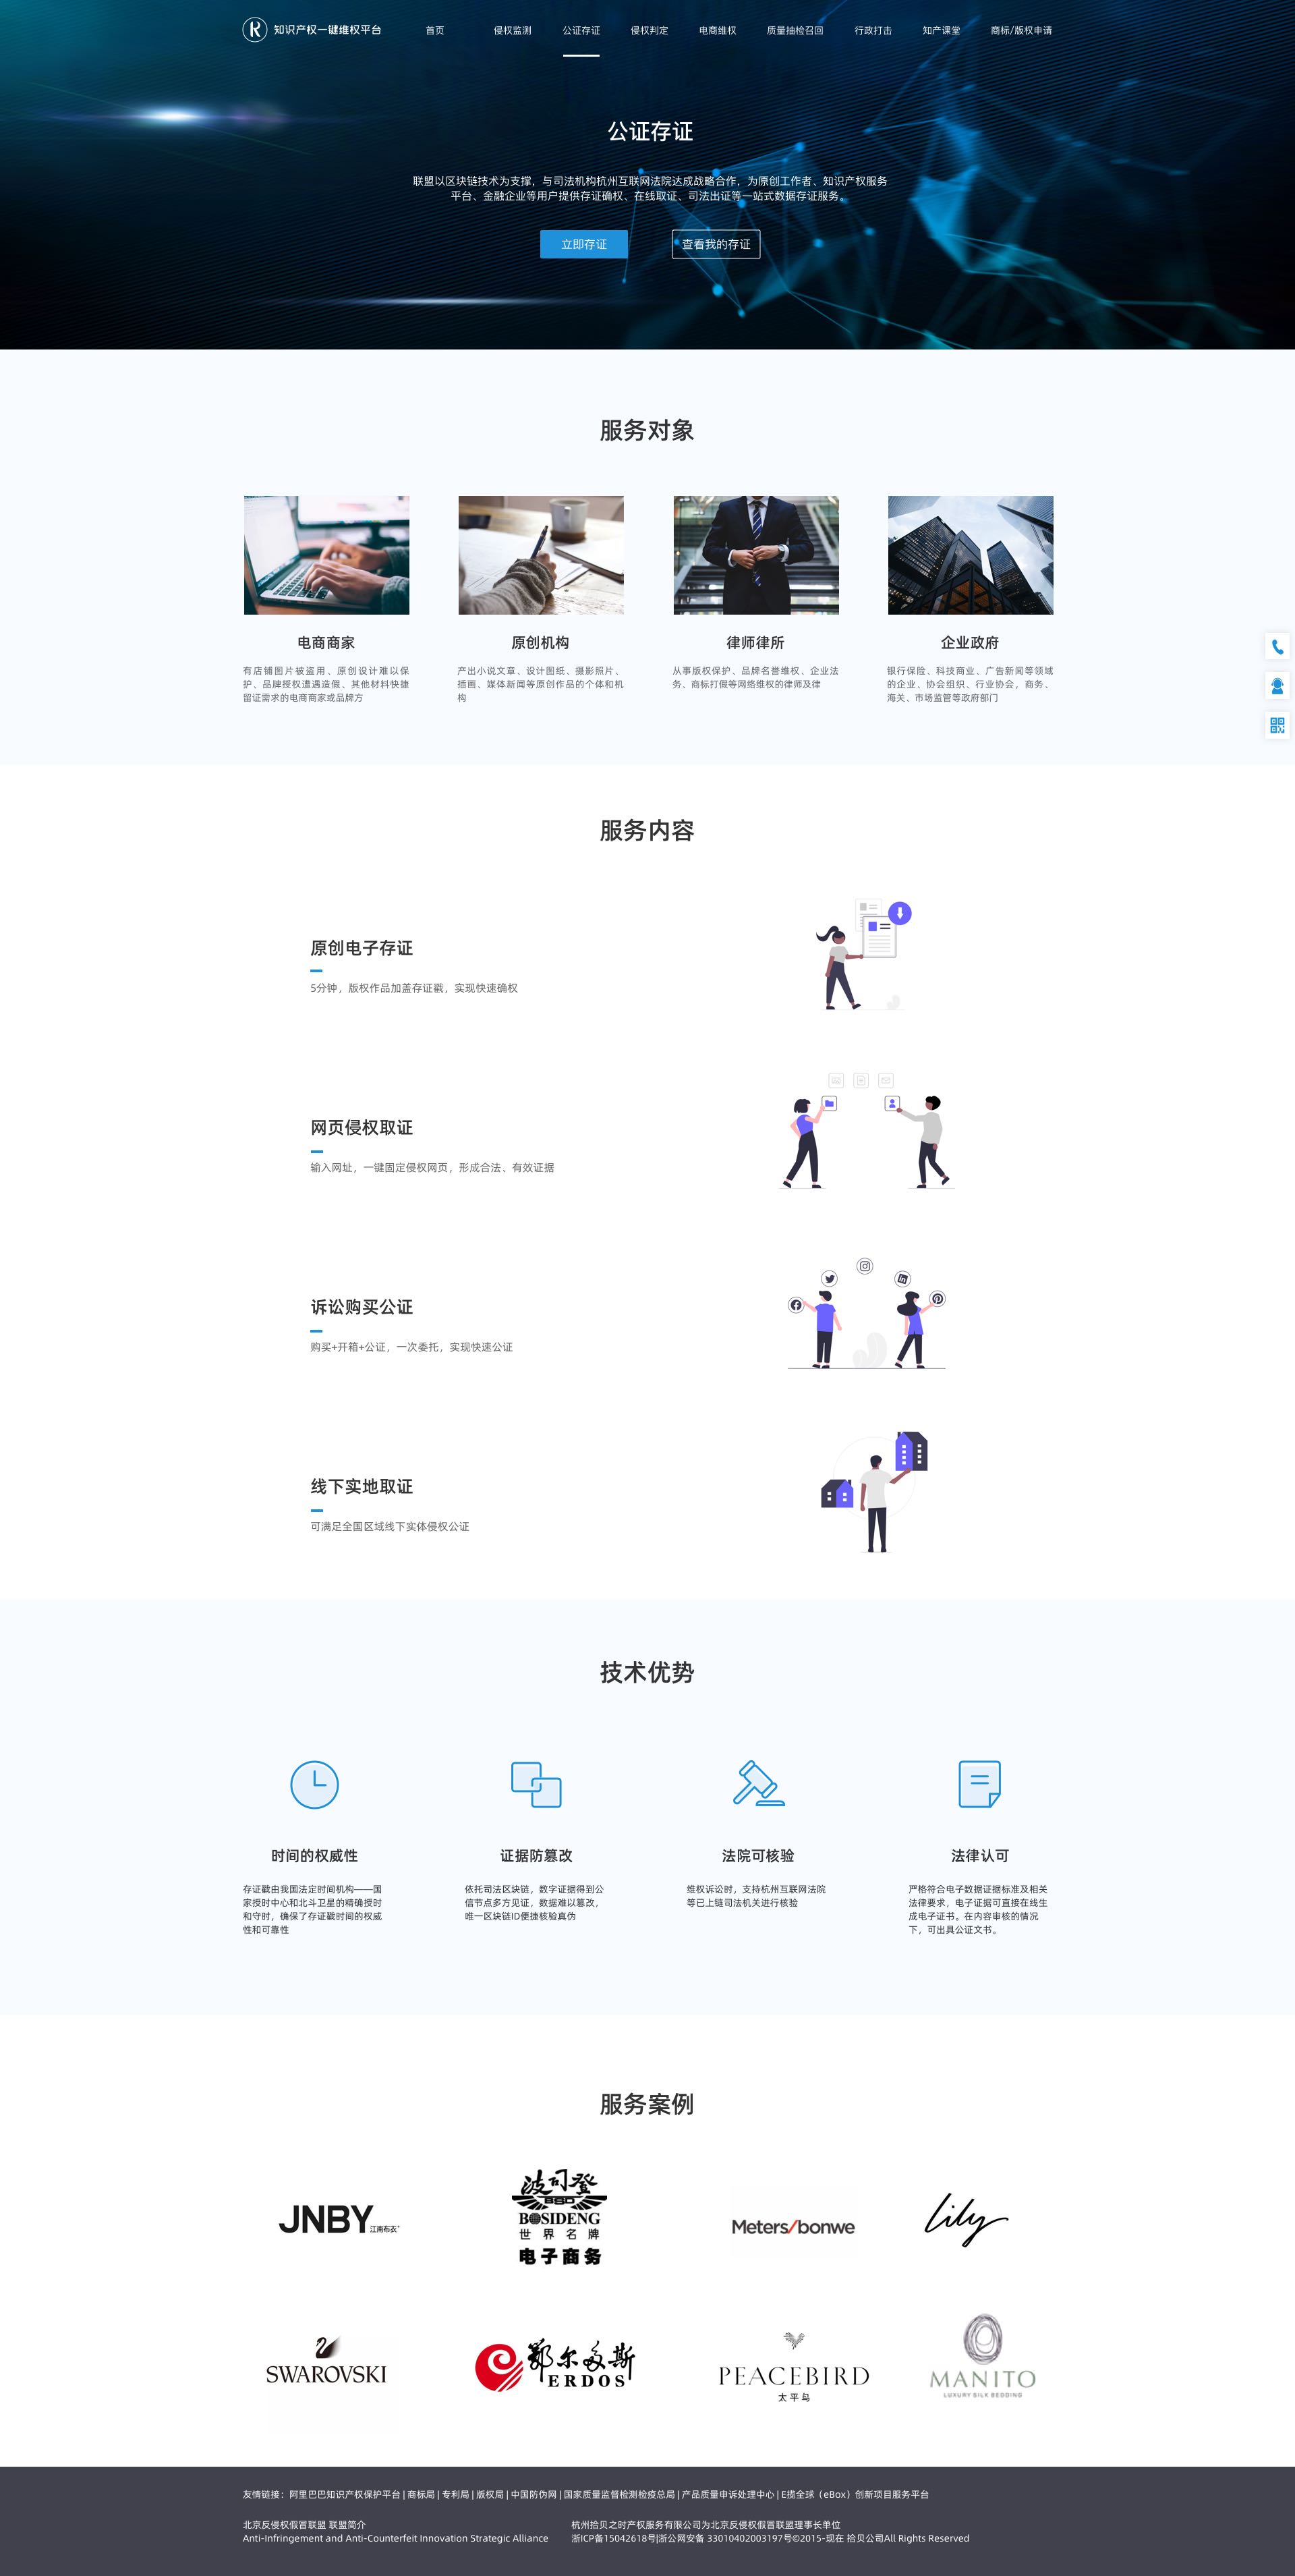 知识产权一键维权平台
首页 侵权监测 公证存证 侵权判定 电商维权 质量抽检召回 行政打击 知产课堂 商标/版权申请
公证存证
联盟以区块链技术为支撑，与司法机构杭州互联网法院达成战略合作，为原创工作者、知识产权服务
平台、金融企业等用户提供存证确权、在线取证、司法出证等一站式数据存证服务。
立即存证 查看我的存证
服务对象
电商商家
有店铺图片被盗用、原创设计难以保
护、品牌授权遭遇造假、其他材料快捷
留证需求的电商商家或品牌方
原创机构
产出小说文章、设计图纸、摄影照片、
插画、媒体新闻等原创作品的个体和机
构
律师律所
从事版权保护、品牌名誉维权、企业法
务、商标打假等网络维权的律师及律
企业政府
银行保险、科技商业、广告新闻等领域
的企业、协会组织、行业协会，商务、
海关、市场监管等政府部门
服务内容
原创电子存证
5分钟，版权作品加盖存证戳，实现快速确权
网页侵权取证
输入网址，一键固定侵权网页，形成合法、有效证据
诉讼购买公证
购买+开箱+公证，一次委托，实现快速公证
线下实地取证
可满足全国区域线下实体侵权公证
技术优势
时间的权威性
存证戳由我国法定时间机构——国
家授时中心和北斗卫星的精确授时
和守时，确保了存证戳时间的权威
性和可靠性
证据防篡改
依托司法区块链，数字证据得到公
信节点多方见证，数据难以篡改，
唯一区块链ID便捷核验真伪
法院可核验
维权诉讼时，支持杭州互联网法院
等已上链司法机关进行核验
法律认可
严格符合电子数据证据标准及相关
法律要求，电子证据可直接在线生
成电子证书。在内容审核的情况
下，可出具公证文书。
服务案例
JNBY 江南布衣+
波司登
BSD
BOSIDENG
世界名牌
电子商务
Meters/bonwe
Lily
SWAROVSKI
鄂尔多斯
ERDOS
PEACEBIRD
太平鸟
MANITO
LUXURY SILK BEDDING
友情链接：阿里巴巴知识产权保护平台 | 商标局 | 专利局 | 版权局 | 中国防伪网 | 国家质量监督检测检疫总局 | 产品质量申诉处理中心 | E揽全球（eBox）创新项目服务平台
北京反侵权假冒联盟 联盟简介
Anti-Infringement and Anti-Counterfeit Innovation Strategic Alliance
杭州拾贝之时产权服务有限公司为北京反侵权假冒联盟理事长单位
浙ICP备15042618号|浙公网安备 33010402003197号©2015-现在 拾贝公司All Rights Reserved